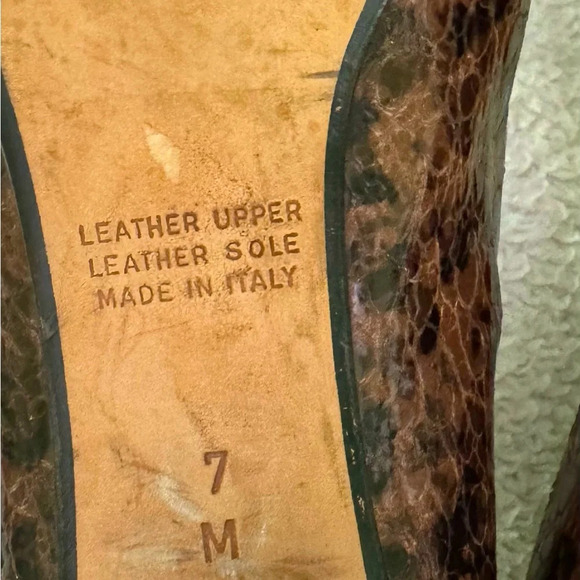 LEATHER UPPER
LEATHER SOLE
MADE IN ITALY
7
M